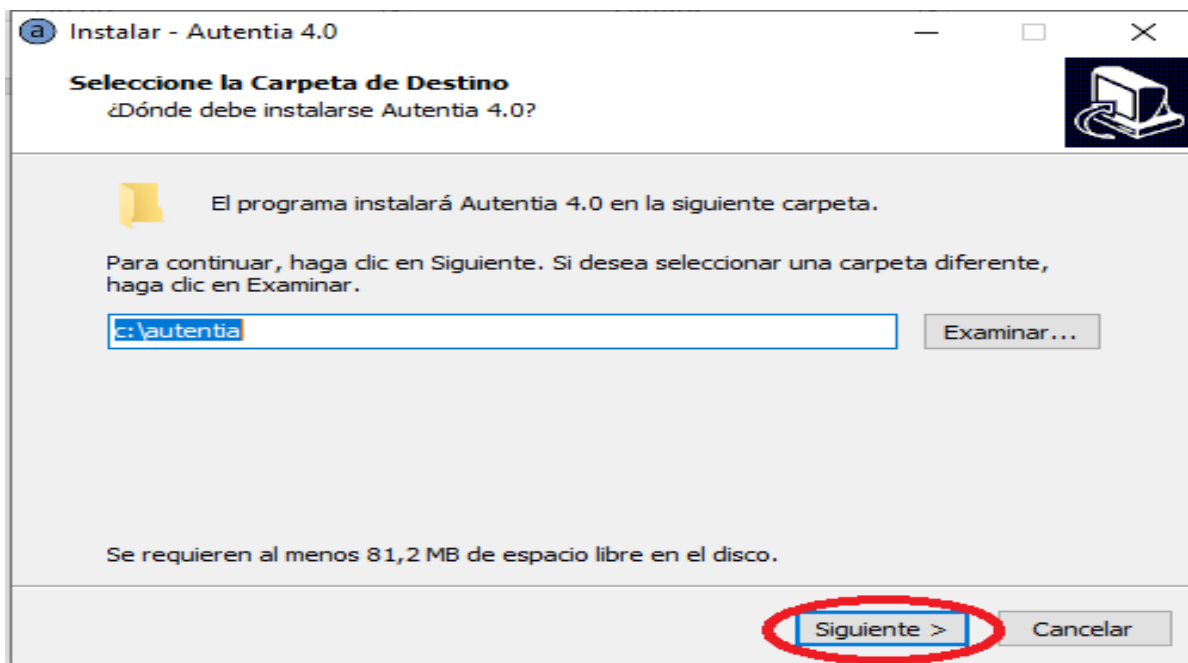 a Instalar - Autentia 4.0
Seleccione la Carpeta de Destino
¿Dónde debe instalarse Autentia 4.0?
El programa instalará Autentia 4.0 en la siguiente carpeta.
Para continuar, haga clic en Siguiente. Si desea seleccionar una carpeta diferente,
haga clic en Examinar.
c:\autentia
Examinar...
Se requieren al menos 81,2 MB de espacio libre en el disco.
Siguiente > Cancelar